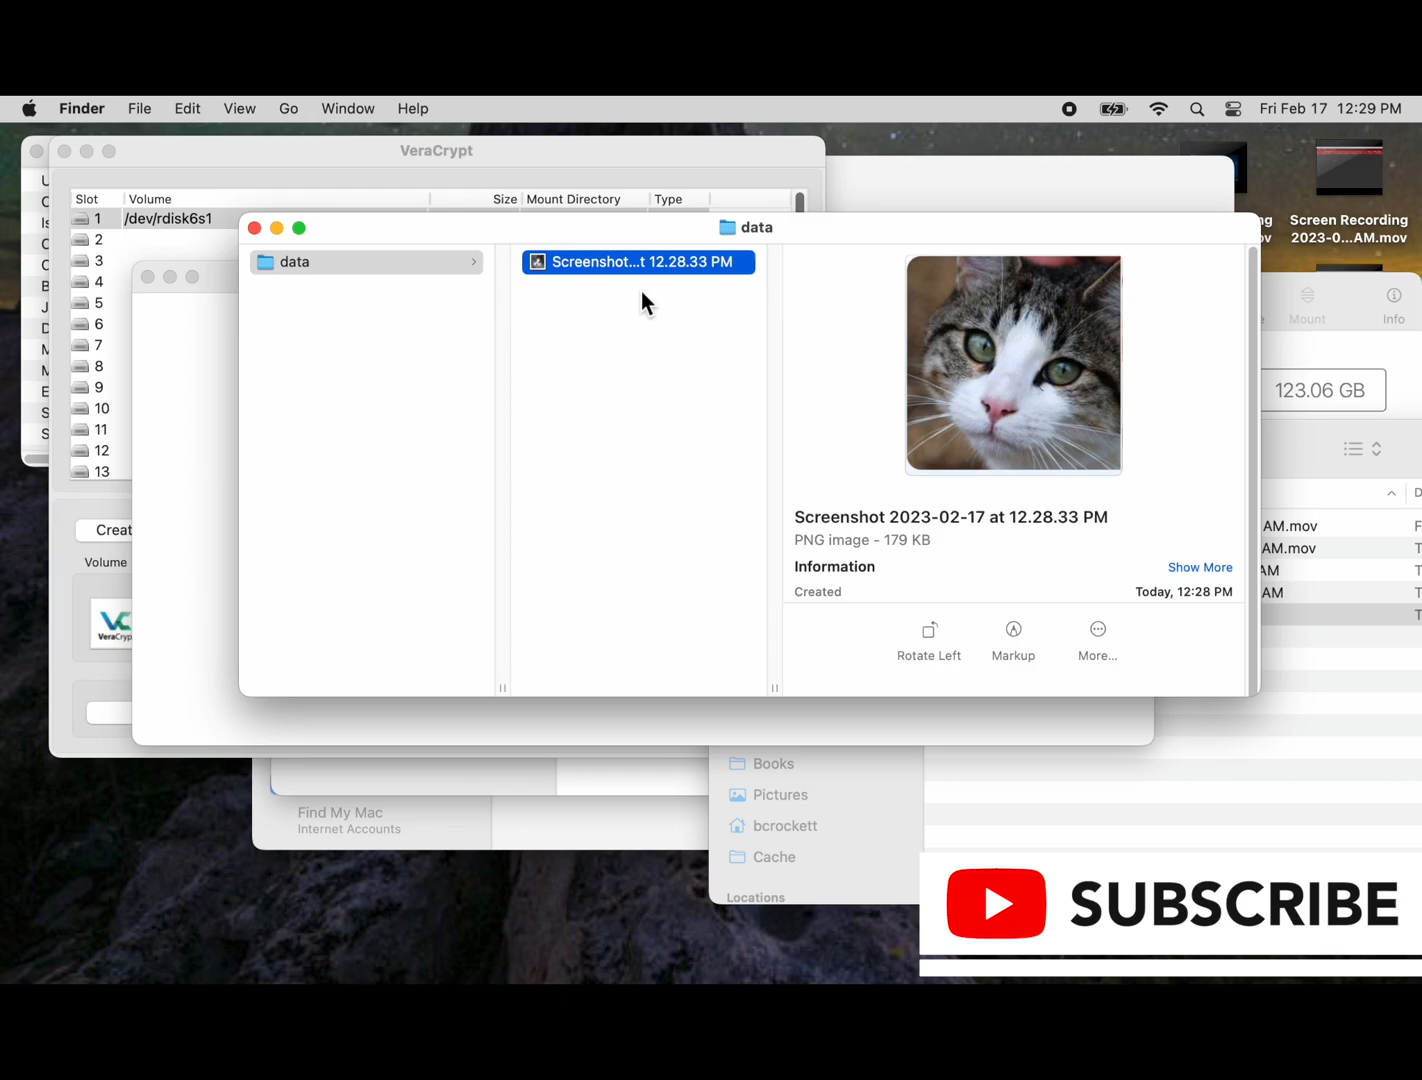 Finder File Edit View Go Window Help Fri Feb 17 12:29 PM
VeraCrypt
Slot Volume Size Mount Directory Type
1 /dev/rdisk6s1
2
3
4
5
6
7
8
9
10
11
12
13
Creat
Volume
VC
VeraCryp
data
data
Screenshot...t 12.28.33 PM
Screenshot 2023-02-17 at 12.28.33 PM
PNG image - 179 KB
Information Show More
Created Today, 12:28 PM
Rotate Left Markup More...
Screen Recording
2023-0...AM.mov
Mount Info
123.06 GB
AM.mov
AM.mov
AM
AM
Find My Mac
Internet Accounts
Books
Pictures
bcrockett
Cache
Locations
SUBSCRIBE